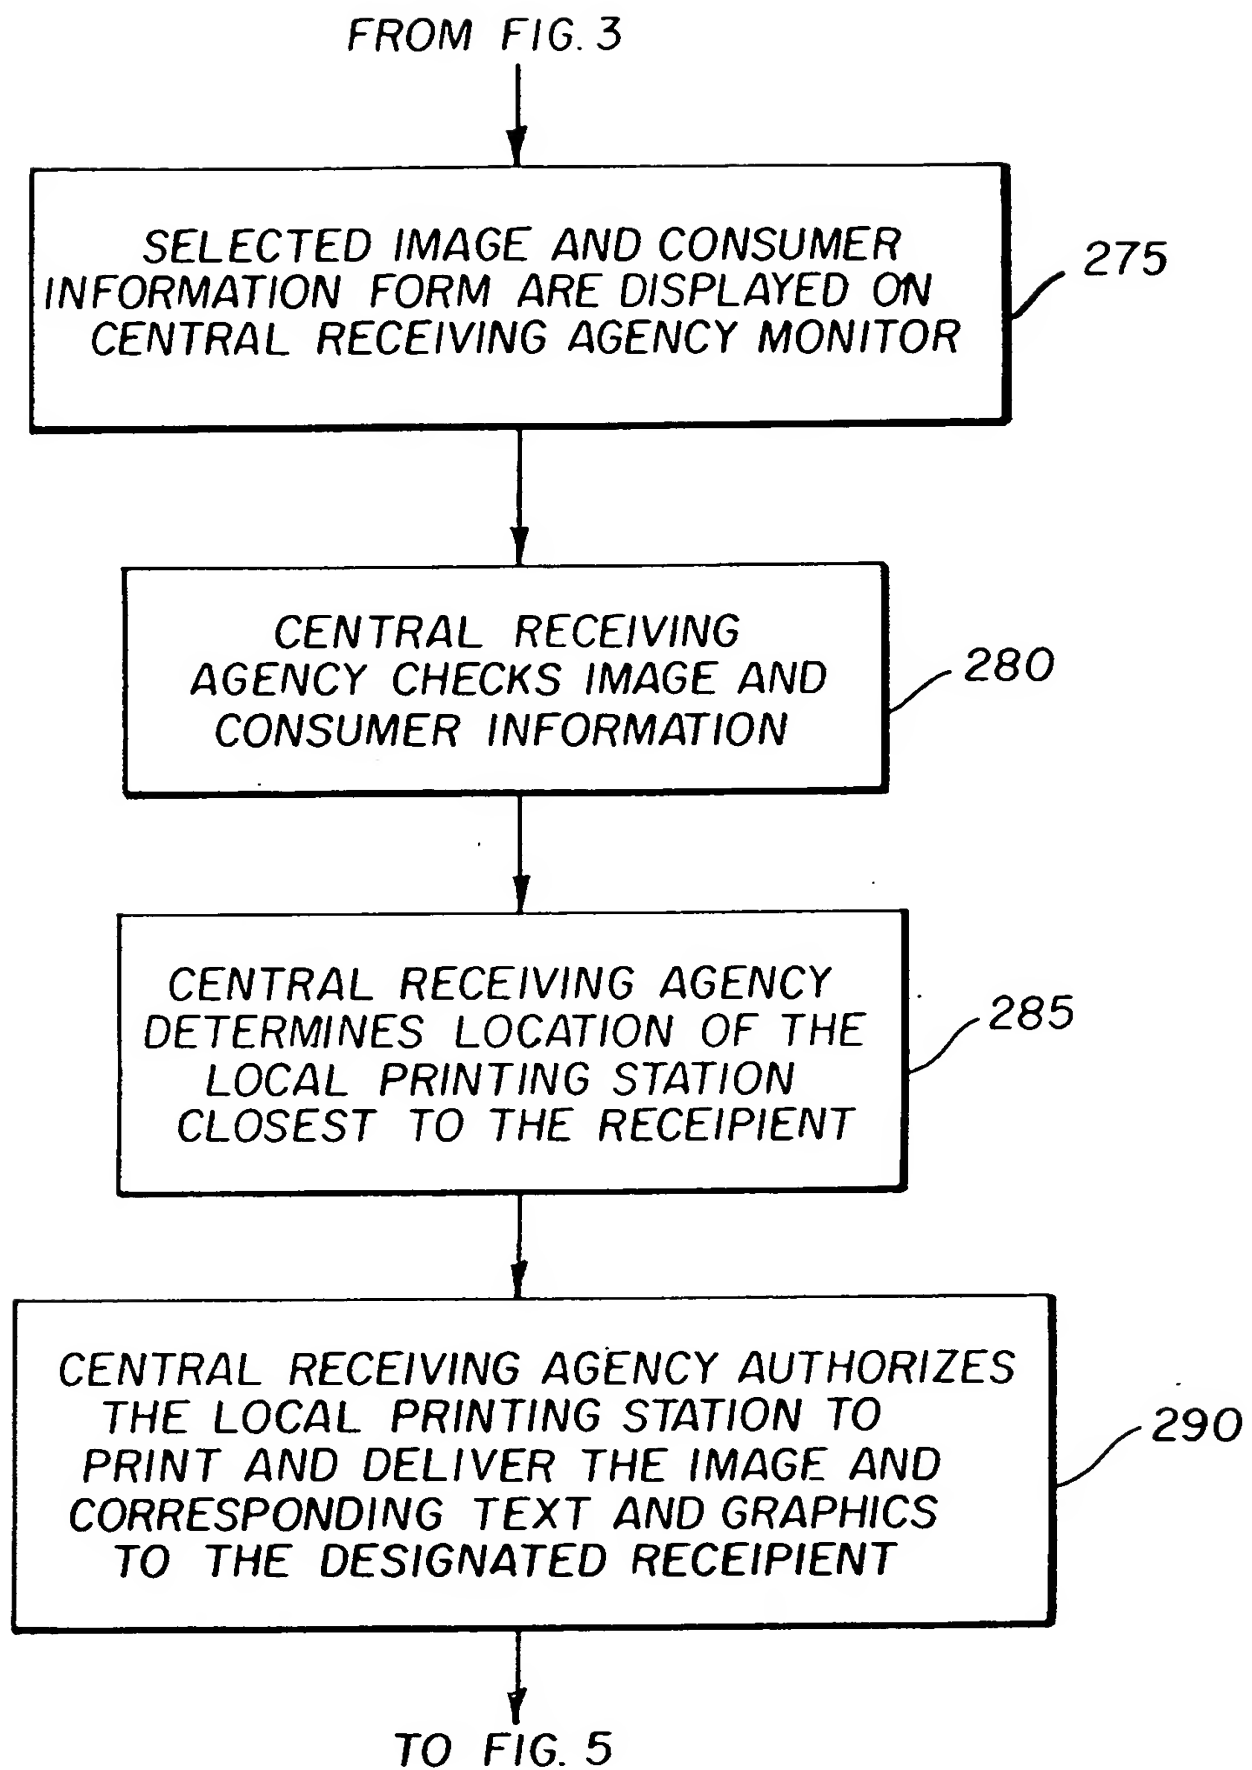 FROM FIG. 3
SELECTED IMAGE AND CONSUMER
INFORMATION FORM ARE DISPLAYED ON
CENTRAL RECEIVING AGENCY MONITOR
275
CENTRAL RECEIVING
AGENCY CHECKS IMAGE AND
CONSUMER INFORMATION
280
CENTRAL RECEIVING AGENCY
DETERMINES LOCATION OF THE
LOCAL PRINTING STATION
CLOSEST TO THE RECEIPIENT
285
CENTRAL RECEIVING AGENCY AUTHORIZES
THE LOCAL PRINTING STATION TO
PRINT AND DELIVER THE IMAGE AND
CORRESPONDING TEXT AND GRAPHICS
TO THE DESIGNATED RECEIPIENT
290
TO FIG. 5